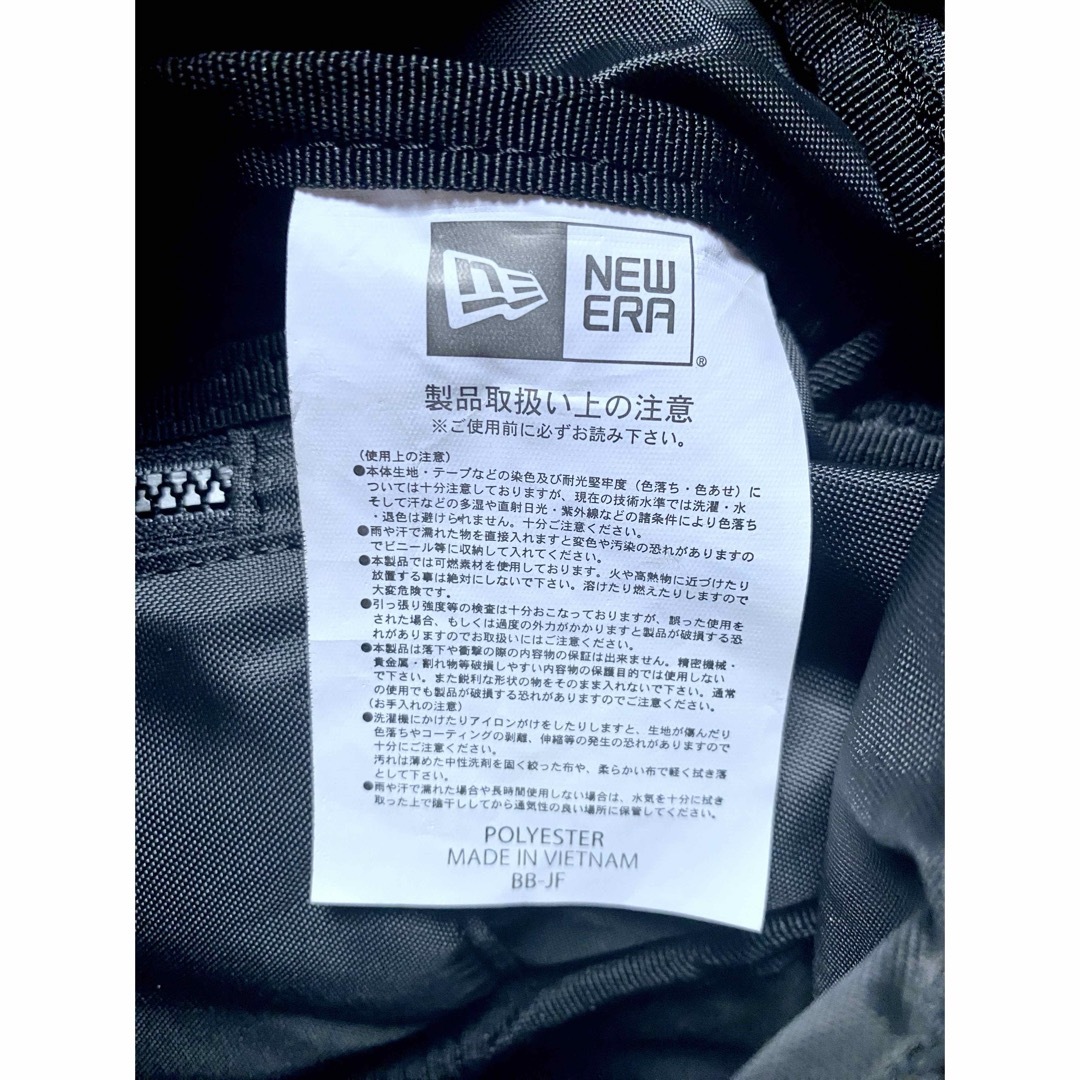 NEW
ERA
®
製品取扱い上の注意
※ご使用前に必ずお読み下さい。
(使用上の注意)
●本体生地・テープなどの染色及び耐光堅牢度(色落ち・色あせ)に
ついては十分注意しておりますが、現在の技術水準では洗濯・水
そして汗などの多湿や直射日光・紫外線などの諸条件により色落ち
・退色は避けられません。十分ご注意ください。
●雨や汗で濡れた物を直接入れますと変色や汚染の恐れがありますの
でビニール等に収納して入れてください。
●本製品では可燃素材を使用しております。火や高熱物に近づけたり
放置する事は絶対にしないで下さい。溶けたり燃えたりしますので
大変危険です。
●引っ張り強度等の検査は十分おこなっておりますが、誤った使用を
された場合、もしくは過度の外力がかかりますと製品が破損する恐
れがありますのでお取扱いにはご注意ください。
●本製品は落下や衝撃の際の内容物の保証は出来ません。精密機械・
貴金属・割れ物等破損しやすい内容物の保護目的では使用しない
で下さい。また鋭利な形状の物をそのまま入れないで下さい。通常
の使用でも製品が破損する恐れがありますのでご注意ください。
(お手入れの注意)
●洗濯機にかけたりアイロンがけをしたりしますと、生地が傷んだり
色落ちやコーティングの剥離、伸縮等の発生の恐れがありますので
十分にご注意ください。
汚れは薄めた中性洗剤を固く絞った布や、柔らかい布で軽く拭き落
として下さい。
●雨や汗で濡れた場合や長時間使用しない場合は、水気を十分に拭き
取った上で陰干ししてから通気性の良い場所に保管してください。
POLYESTER
MADE IN VIETNAM
BB-JF